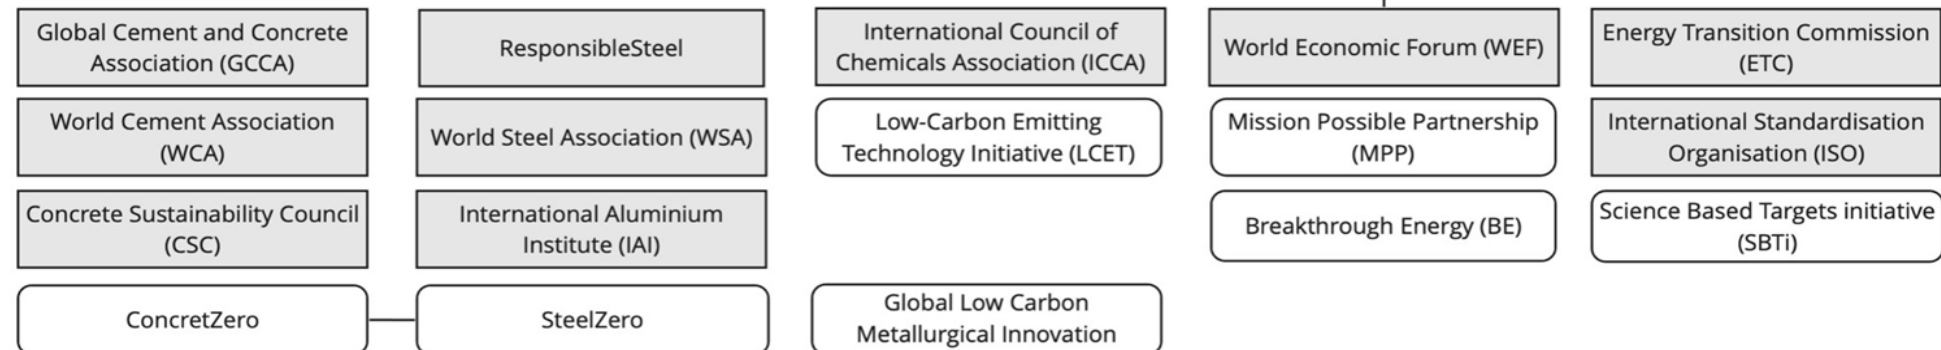 Global Cement and Concrete
Association (GCCA)
ResponsibleSteel
International Council of
Chemicals Association (ICCA)
World Economic Forum (WEF)
Energy Transition Commission
(ETC)
World Cement Association
(WCA)
World Steel Association (WSA)
Low-Carbon Emitting
Technology Initiative (LCET)
Mission Possible Partnership
(MPP)
International Standardisation
Organisation (ISO)
Concrete Sustainability Council
(CSC)
International Aluminium
Institute (IAI)
Breakthrough Energy (BE)
Science Based Targets initiative
(SBTi)
ConcretZero
SteelZero
Global Low Carbon
Metallurgical Innovation